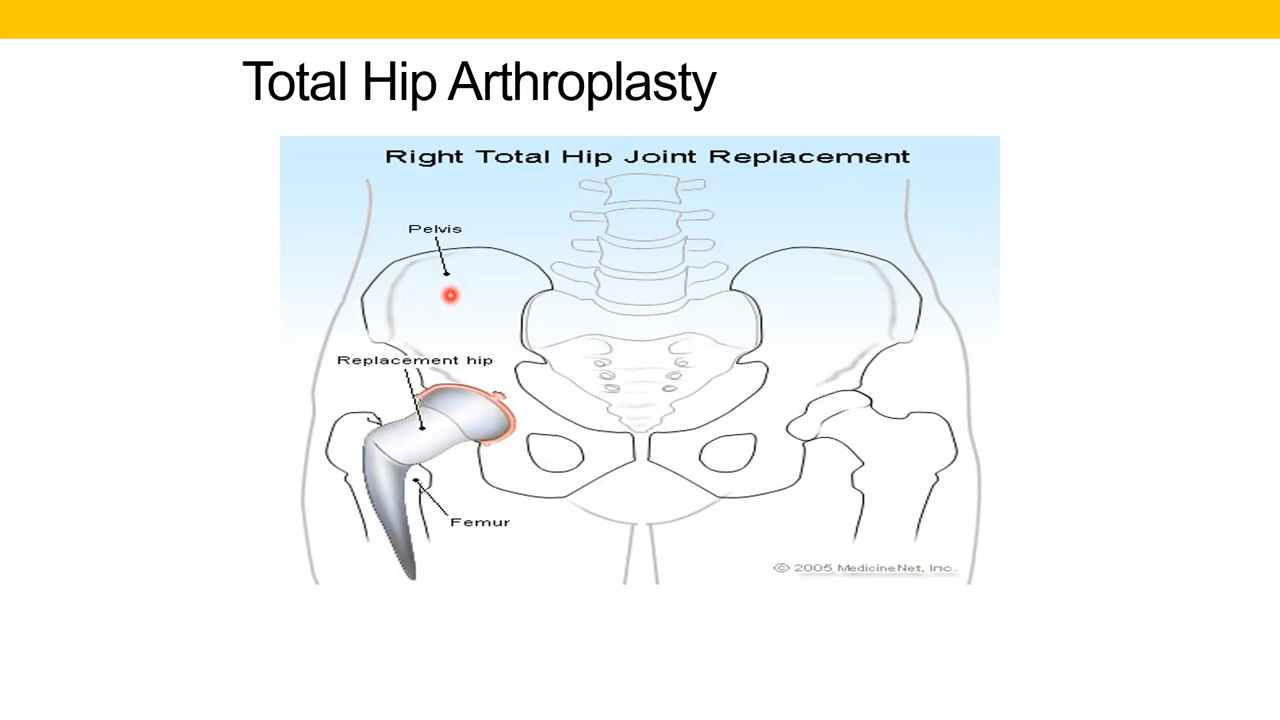 Total Hip Arthroplasty
Right Total Hip Joint Replacement
Pelvis
Replacement hip
Femur
© 2005 MedicineNet, Inc.